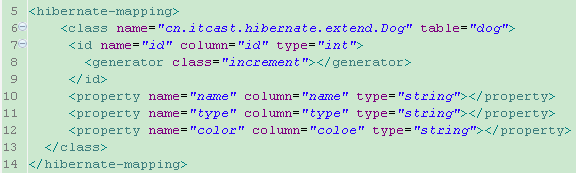 5 <hibernate-mapping>
6 <class name="cn.itcast.hibernate.extend.Dog" table="dog">
7 <id name="id" column="id" type="int">
8 <generator class="increment"></generator>
9 </id>
10 <property name="name" column="name" type="string"></property>
11 <property name="type" column="type" type="string"></property>
12 <property name="color" column="coloe" type="string"></property>
13 </class>
14 </hibernate-mapping>